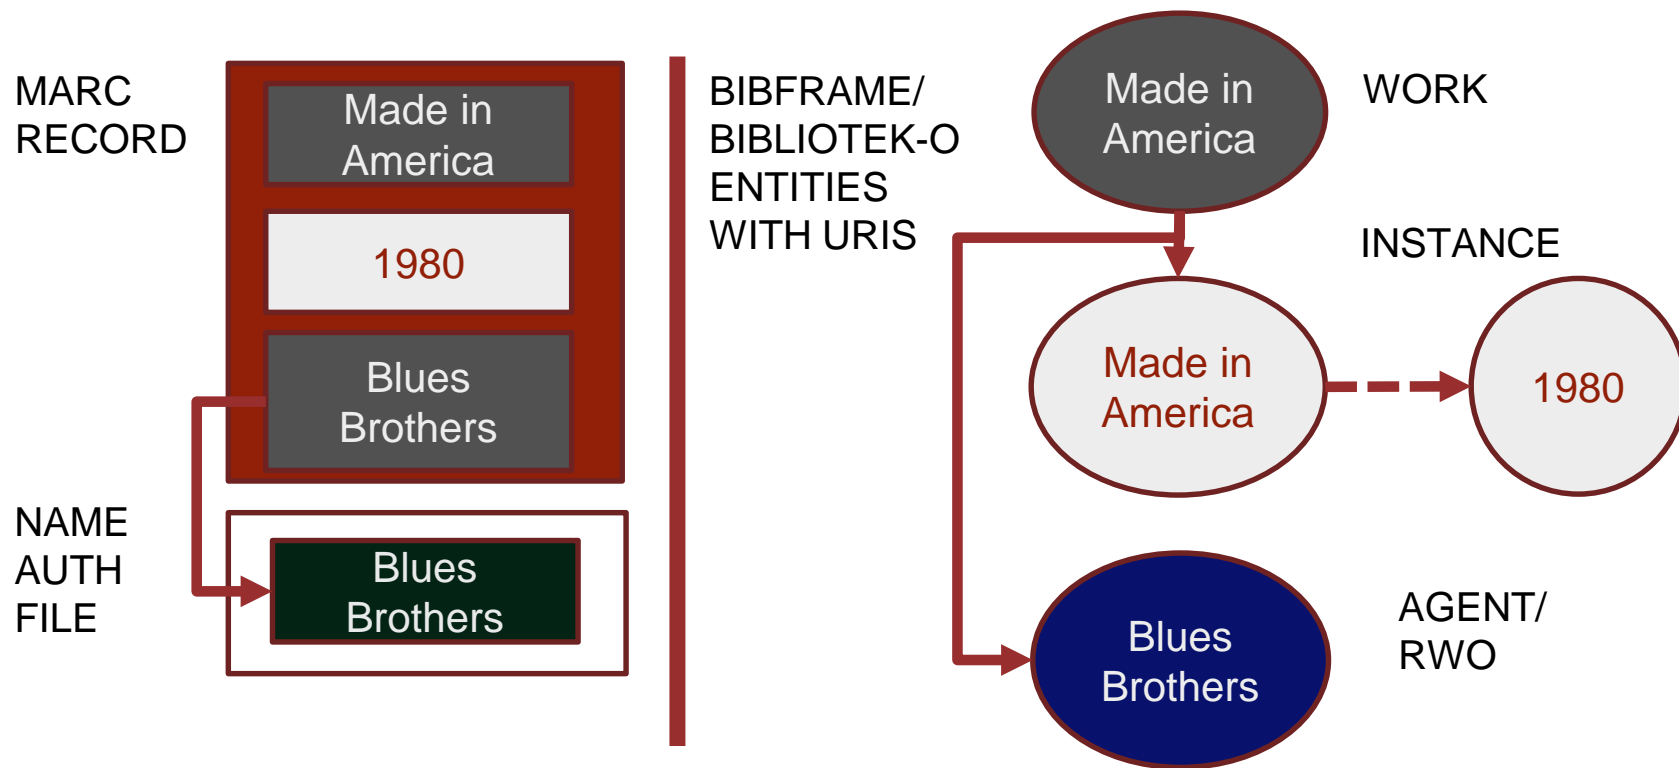 MARC
RECORD
Made in
America
1980
Blues
Brothers
NAME
AUTH
FILE
Blues
Brothers
BIBFRAME/
BIBLIOTEK-O
ENTITIES
WITH URIS
Made in
America
WORK
INSTANCE
Made in
America
1980
Blues
Brothers
AGENT/
RWO